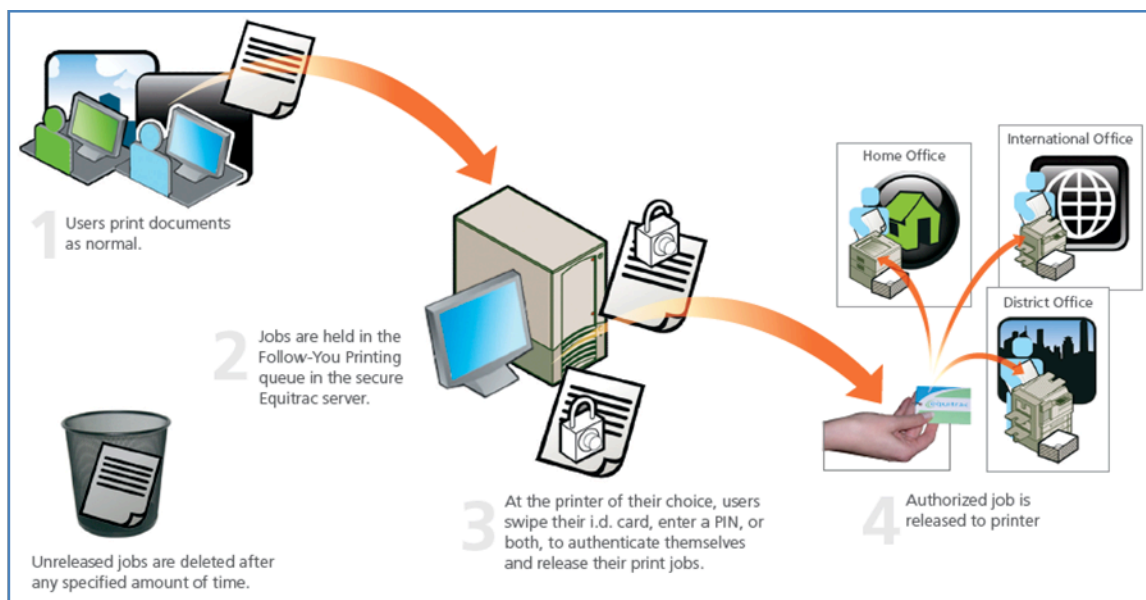 1
Users print documents
as normal.
2
Jobs are held in the
Follow-You Printing
queue in the secure
Equitrac server.
3
At the printer of their choice, users
swipe their i.d. card, enter a PIN, or
both, to authenticate themselves
and release their print jobs.
Home Office
International Office
District Office
equitrac
4
Authorized job is
released to printer
Unreleased jobs are deleted after
any specified amount of time.